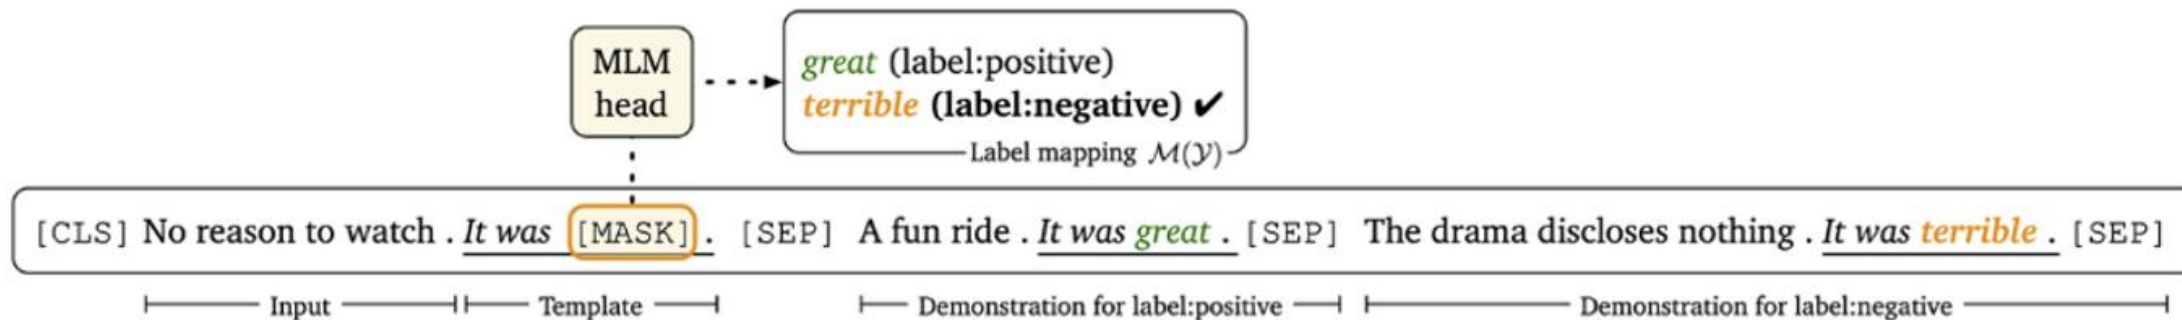 MLM
head
great (label:positive)
terrible (label:negative) ✔
Label mapping ℳ(𝒴)
[CLS] No reason to watch . It was [MASK] . [SEP] A fun ride . It was great . [SEP] The drama discloses nothing . It was terrible . [SEP]
Input Template Demonstration for label:positive Demonstration for label:negative